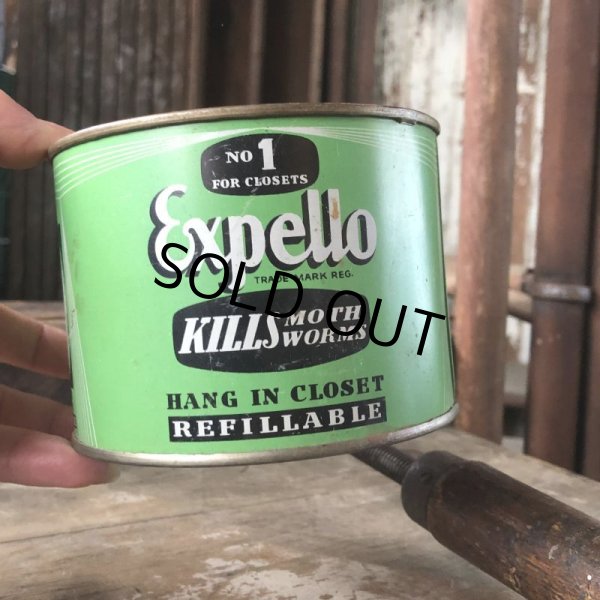 NO 1
FOR CLOSETS
Expello
TRADE MARK REG.
SOLD OUT
KILLS MOTH WORMS
HANG IN CLOSET
REFILLABLE